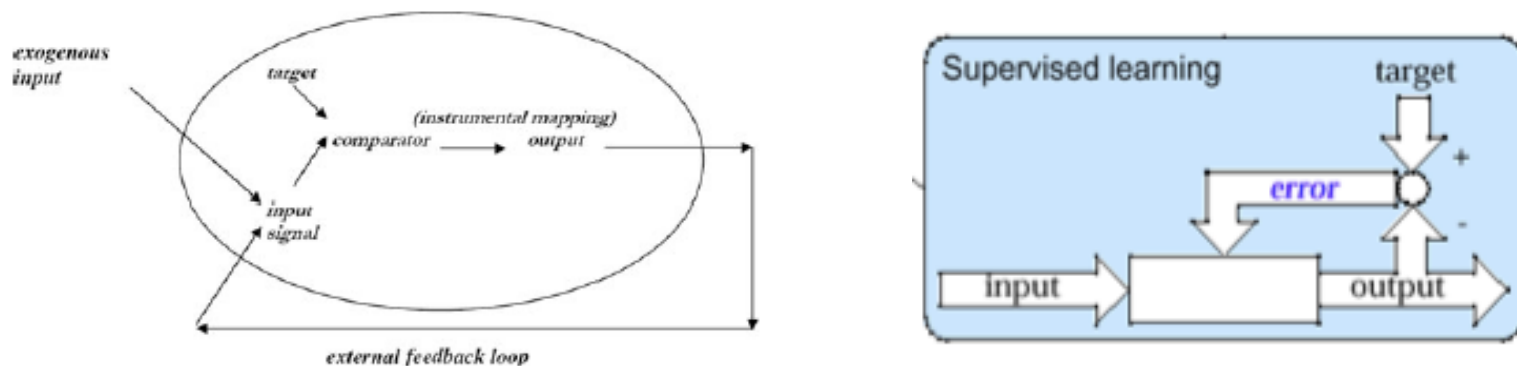 exogenous
input
target
(instrumental mapping)
comparator
output
input
signal
external feedback loop
Supervised learning
target
+
error
-
input
output